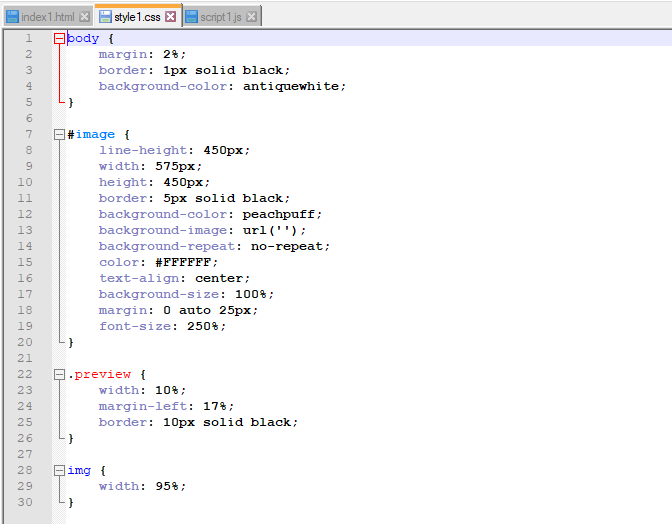 index1.html style1.css script1.js
1 body {
2 margin: 2%;
3 border: 1px solid black;
4 background-color: antiquewhite;
5 }
6
7 #image {
8 line-height: 450px;
9 width: 575px;
10 height: 450px;
11 border: 5px solid black;
12 background-color: peachpuff;
13 background-image: url('');
14 background-repeat: no-repeat;
15 color: #FFFFFF;
16 text-align: center;
17 background-size: 100%;
18 margin: 0 auto 25px;
19 font-size: 250%;
20 }
21
22 .preview {
23 width: 10%;
24 margin-left: 17%;
25 border: 10px solid black;
26 }
27
28 img {
29 width: 95%;
30 }